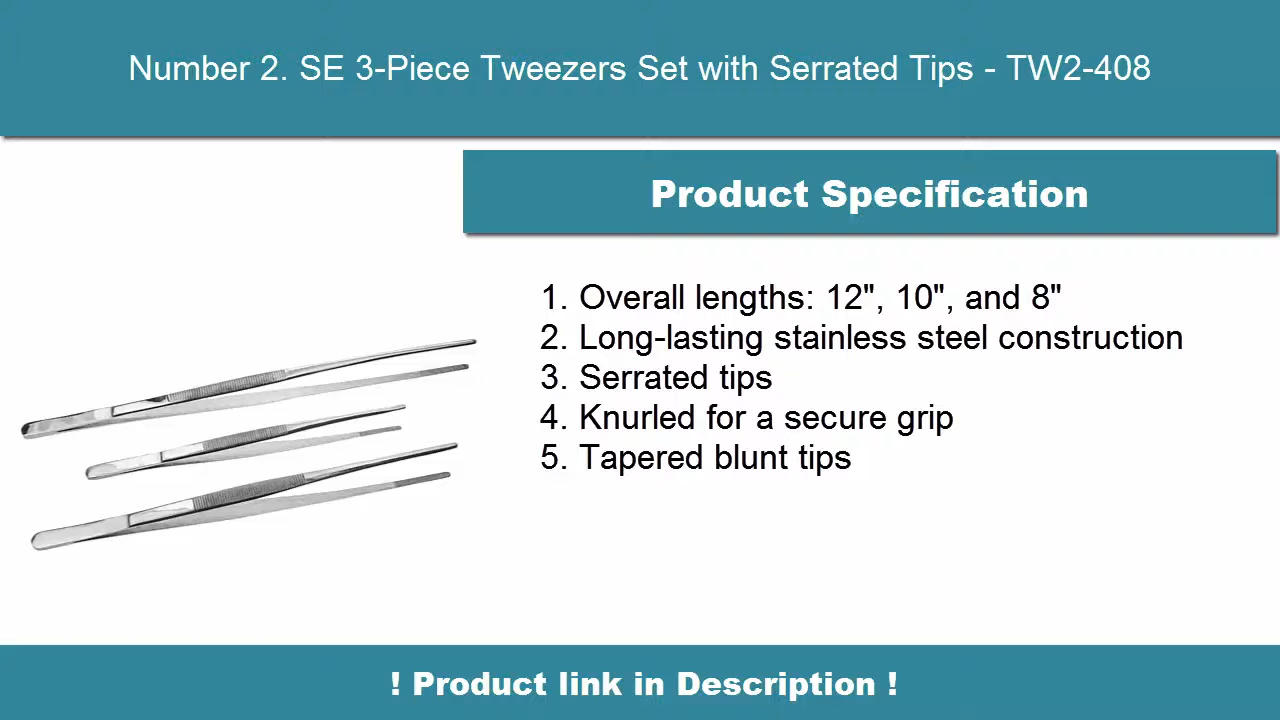 Number 2. SE 3-Piece Tweezers Set with Serrated Tips - TW2-408
Product Specification
1. Overall lengths: 12", 10", and 8"
2. Long-lasting stainless steel construction
3. Serrated tips
4. Knurled for a secure grip
5. Tapered blunt tips
! Product link in Description !